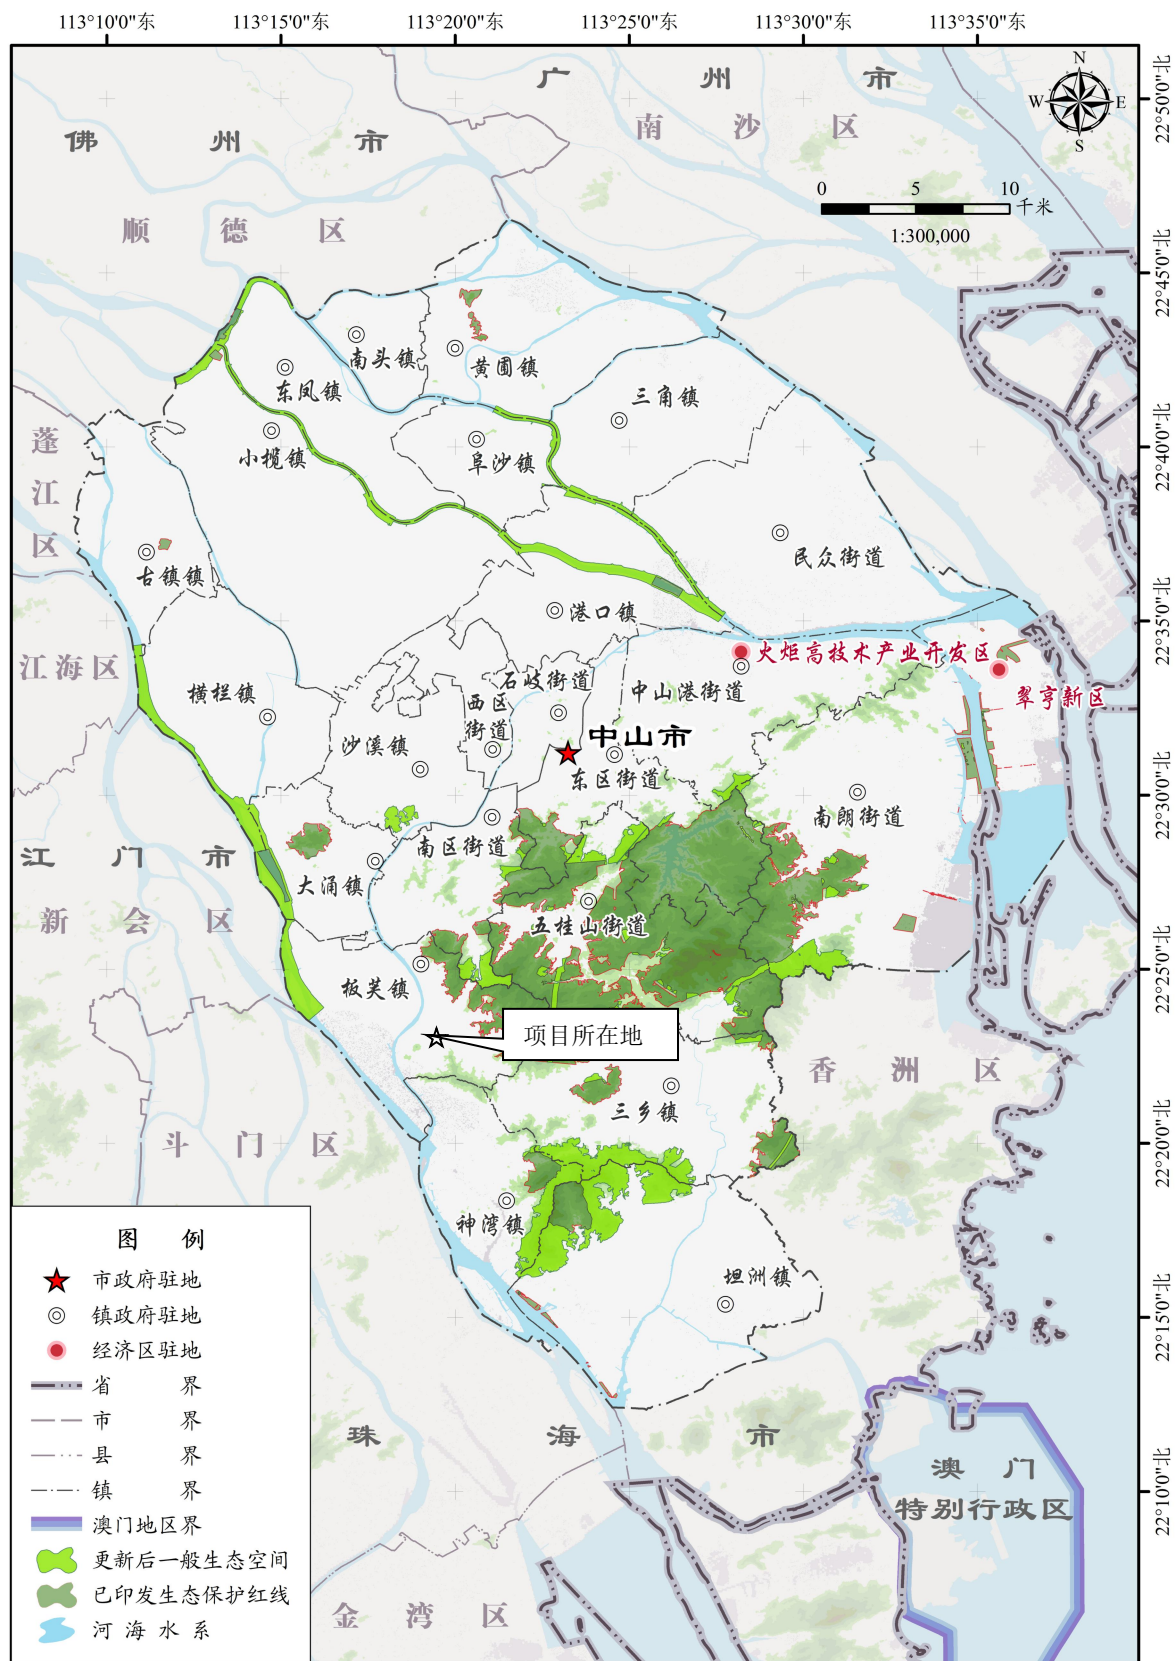 113°10'0"东
113°15'0"东
113°20'0"东
113°25'0"东
113°30'0"东
113°35'0"东
22°50'0"北
22°45'0"北
22°40'0"北
22°35'0"北
22°30'0"北
22°25'0"北
22°20'0"北
22°15'0"北
22°10'0"北
N
W
E
S
0
5
10
千米
1:300,000
广州市
南沙区
佛州市
顺德区
蓬江区
江海区
江门市
新会区
斗门区
香洲区
珠海市
金湾区
澳门
特别行政区
南头镇
黄圃镇
东凤镇
三角镇
小榄镇
阜沙镇
民众街道
古镇镇
港口镇
火炬高技术产业开发区
石岐街道
中山港街道
横栏镇
西区
街道
翠亨新区
沙溪镇
中山市
东区街道
南朗街道
南区街道
大涌镇
五桂山街道
板芙镇
项目所在地
三乡镇
神湾镇
坦洲镇
图例
市政府驻地
镇政府驻地
经济区驻地
省界
市界
县界
镇界
澳门地区界
更新后一般生态空间
已印发生态保护红线
河海水系